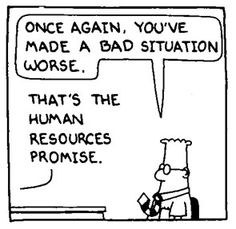 ONCE AGAIN, YOU'VE
MADE A BAD SITUATION
WORSE.
THAT'S THE
HUMAN
RESOURCES
PROMISE.